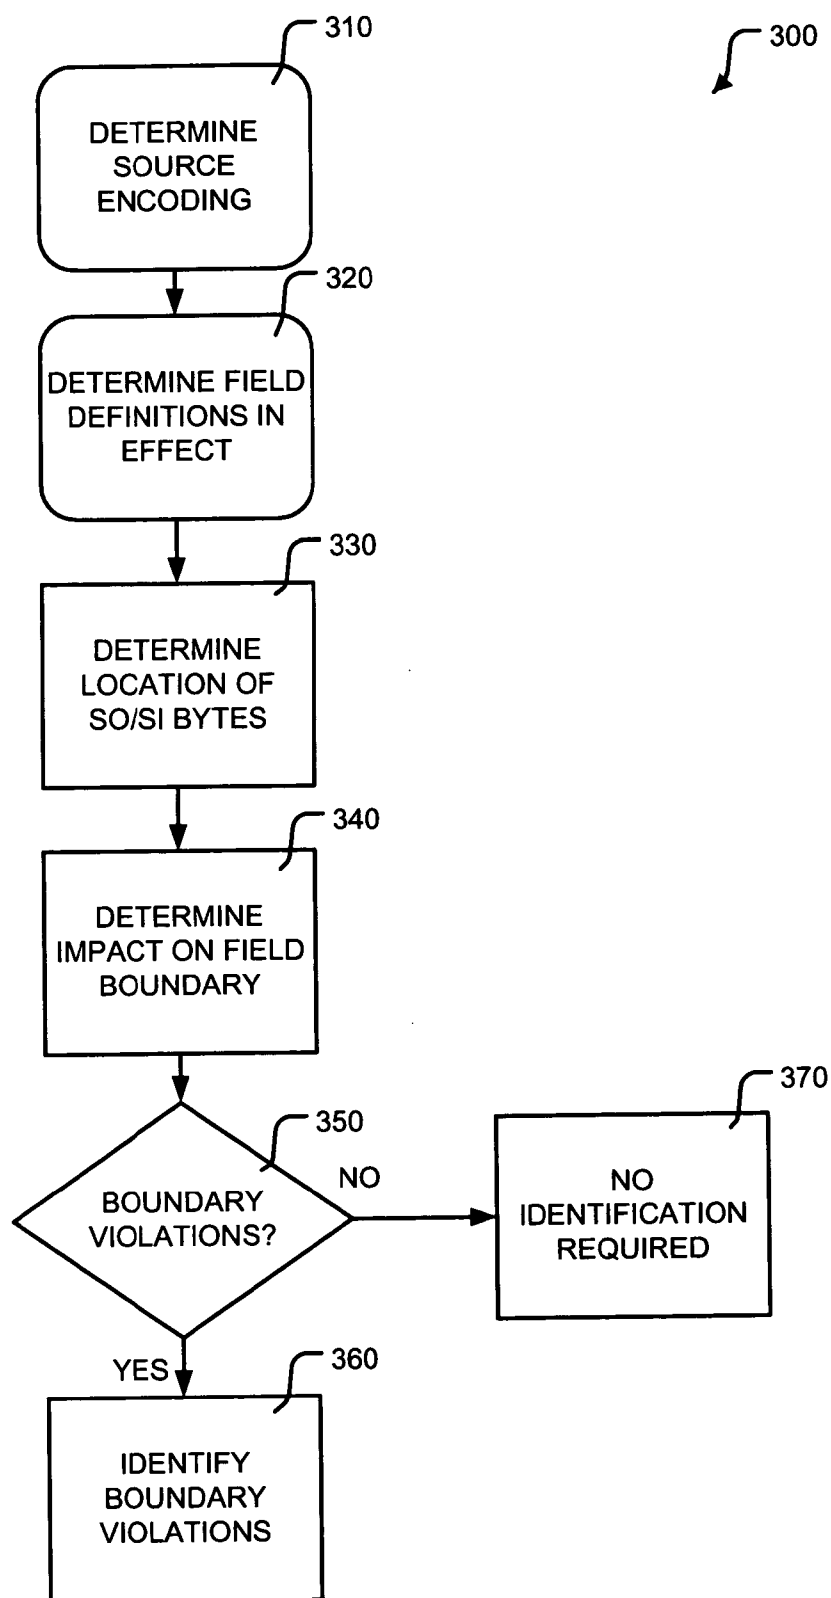 310
300
DETERMINE
SOURCE
ENCODING
320
DETERMINE FIELD
DEFINITIONS IN
EFFECT
330
DETERMINE
LOCATION OF
SO/SI BYTES
340
DETERMINE
IMPACT ON FIELD
BOUNDARY
350
370
BOUNDARY
VIOLATIONS?
NO
NO
IDENTIFICATION
REQUIRED
YES
360
IDENTIFY
BOUNDARY
VIOLATIONS